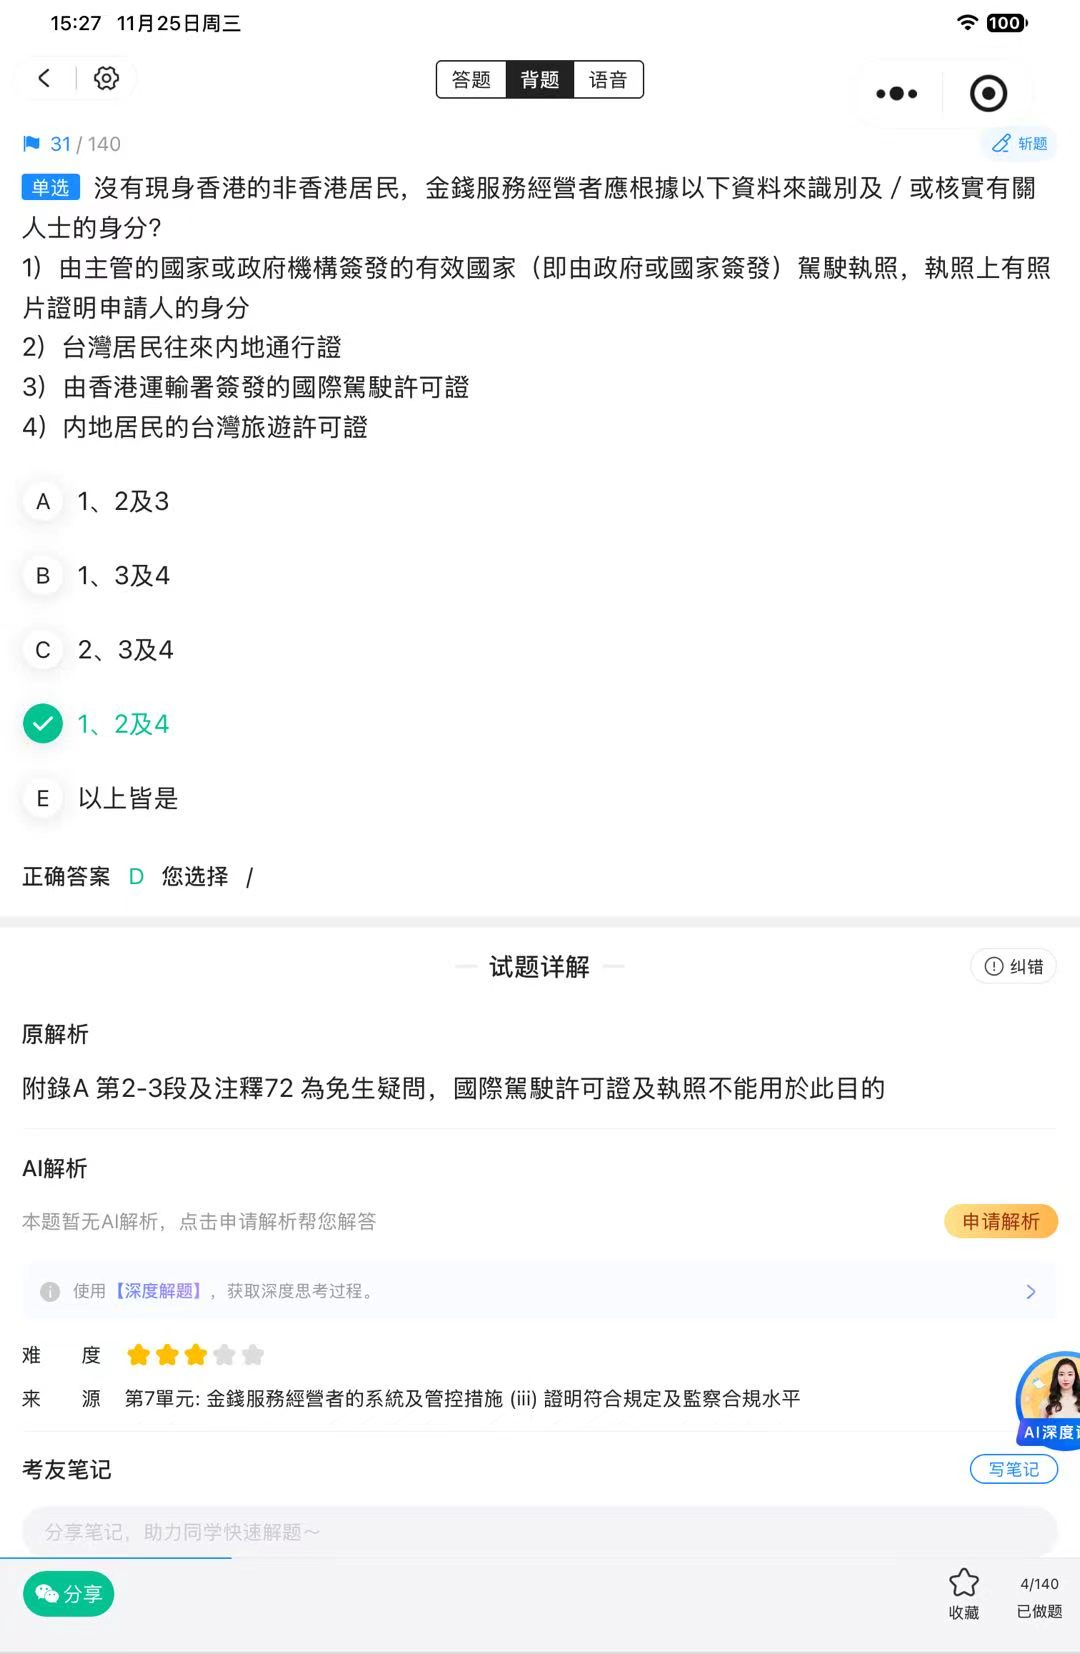 15:27 11月25日周三
100
答题 背题 语音
31 / 140
斩题
单选 沒有現身香港的非香港居民，金錢服務經營者應根據以下資料來識別及 / 或核實有關
人士的身分?
1）由主管的國家或政府機構簽發的有效國家（即由政府或國家簽發）駕駛執照，執照上有照
片證明申請人的身分
2）台灣居民往來内地通行證
3）由香港運輸署簽發的國際駕駛許可證
4）内地居民的台灣旅遊許可證
A 1、2及3
B 1、3及4
C 2、3及4
1、2及4
E 以上皆是
正确答案 D 您选择 /
试题详解
纠错
原解析
附錄A 第2-3段及注釋72 為免生疑問，國際駕駛許可證及執照不能用於此目的
AI解析
本题暂无AI解析，点击申请解析帮您解答
申请解析
使用【深度解题】，获取深度思考过程。
难 度
来 源 第7單元: 金錢服務經營者的系統及管控措施 (iii) 證明符合規定及監察合規水平
AI深度
考友笔记
写笔记
分享笔记，助力同学快速解题～
分享
收藏
4/140
已做题